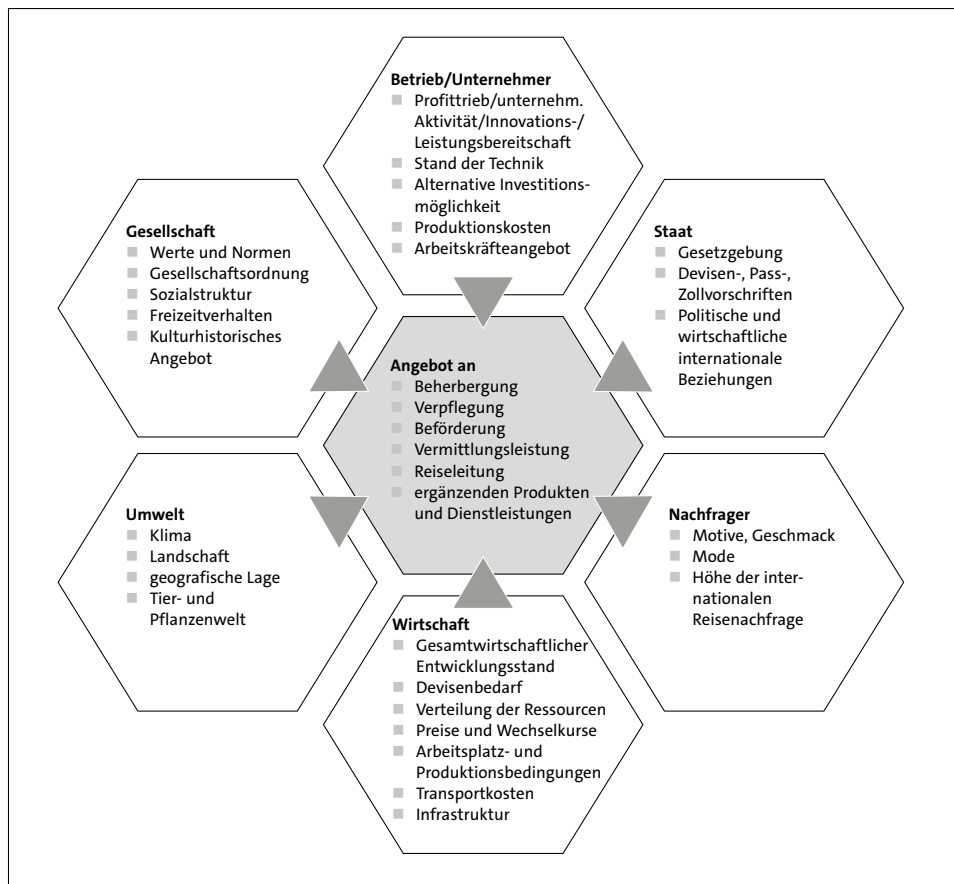 Betrieb/Unternehmer
Profittrieb/unternehm.
Aktivität/Innovations-/
Leistungsbereitschaft
Stand der Technik
Alternative Investitions-
möglichkeit
Produktionskosten
Arbeitskräfteangebot
Gesellschaft
Werte und Normen
Gesellschaftsordnung
Sozialstruktur
Freizeitverhalten
Kulturhistorisches
Angebot
Staat
Gesetzgebung
Devisen-, Pass-,
Zollvorschriften
Politische und
wirtschaftliche
internationale
Beziehungen
Angebot an
Beherbergung
Verpflegung
Beförderung
Vermittlungsleistung
Reiseleitung
ergänzenden Produkten
und Dienstleistungen
Umwelt
Klima
Landschaft
geografische Lage
Tier- und
Pflanzenwelt
Nachfrager
Motive, Geschmack
Mode
Höhe der inter-
nationalen
Reisenachfrage
Wirtschaft
Gesamtwirtschaftlicher
Entwicklungsstand
Devisenbedarf
Verteilung der Ressourcen
Preise und Wechselkurse
Arbeitsplatz- und
Produktionsbedingungen
Transportkosten
Infrastruktur